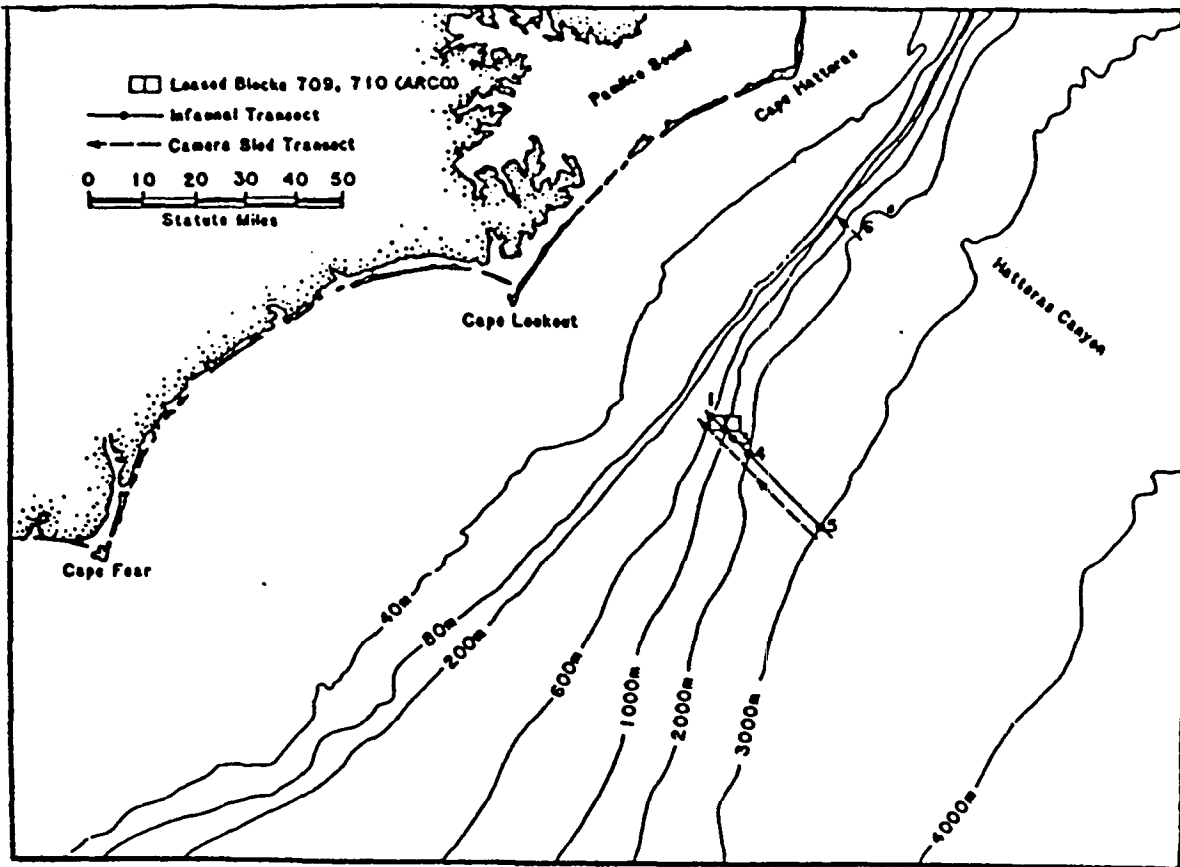 Leased Blocks 709, 710 (ARCO)
Infaunal Transect
Camera Sled Transect
0 10 20 30 40 50
Statute Miles
Pamlico Sound
Cape Hatteras
Cape Lookout
Cape Fear
Hatteras Canyon
6
1
4
5
40m
80m
200m
600m
1000m
2000m
3000m
4000m